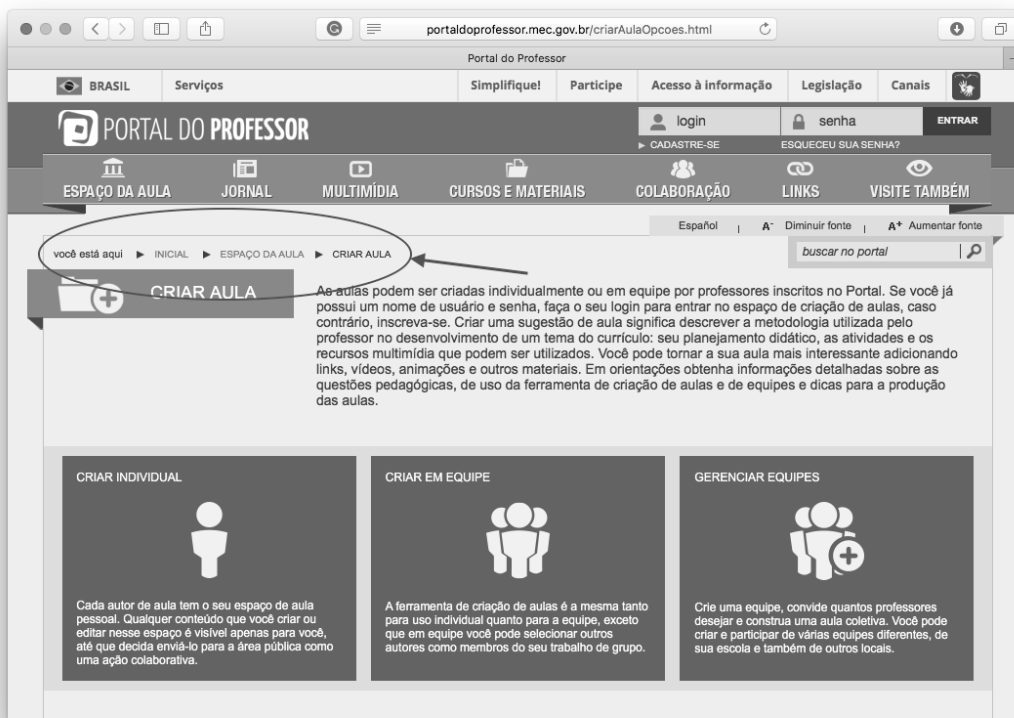 portaldoprofessor.mec.gov.br/criarAulaOpcoes.html
Portal do Professor
BRASIL Serviços Simplifique! Participe Acesso à informação Legislação Canais
PORTAL DO PROFESSOR
login senha ENTRAR
CADASTRE-SE ESQUECEU SUA SENHA?
ESPAÇO DA AULA JORNAL MULTIMÍDIA CURSOS E MATERIAIS COLABORAÇÃO LINKS VISITE TAMBÉM
Español A- Diminuir fonte A+ Aumentar fonte
você está aqui INICIAL ESPAÇO DA AULA CRIAR AULA
buscar no portal
CRIAR AULA
As aulas podem ser criadas individualmente ou em equipe por professores inscritos no Portal. Se você já
possui um nome de usuário e senha, faça o seu login para entrar no espaço de criação de aulas, caso
contrário, inscreva-se. Criar uma sugestão de aula significa descrever a metodologia utilizada pelo
professor no desenvolvimento de um tema do currículo: seu planejamento didático, as atividades e os
recursos multimídia que podem ser utilizados. Você pode tornar a sua aula mais interessante adicionando
links, vídeos, animações e outros materiais. Em orientações obtenha informações detalhadas sobre as
questões pedagógicas, de uso da ferramenta de criação de aulas e de equipes e dicas para a produção
das aulas.
CRIAR INDIVIDUAL
Cada autor de aula tem o seu espaço de aula
pessoal. Qualquer conteúdo que você criar ou
editar nesse espaço é visível apenas para você,
até que decida enviá-lo para a área pública como
uma ação colaborativa.
CRIAR EM EQUIPE
A ferramenta de criação de aulas é a mesma tanto
para uso individual quanto para a equipe, exceto
que em equipe você pode selecionar outros
autores como membros do seu trabalho de grupo.
GERENCIAR EQUIPES
Crie uma equipe, convide quantos professores
desejar e construa uma aula coletiva. Você pode
criar e participar de várias equipes diferentes, de
sua escola e também de outros locais.